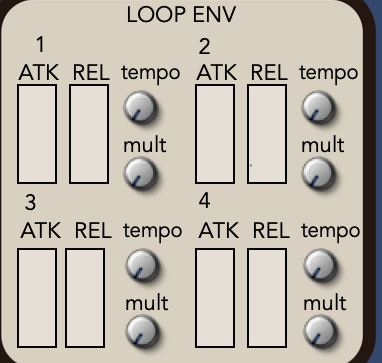 LOOP ENV
1
ATK REL tempo
mult
2
ATK REL tempo
mult
3
ATK REL tempo
mult
4
ATK REL tempo
mult